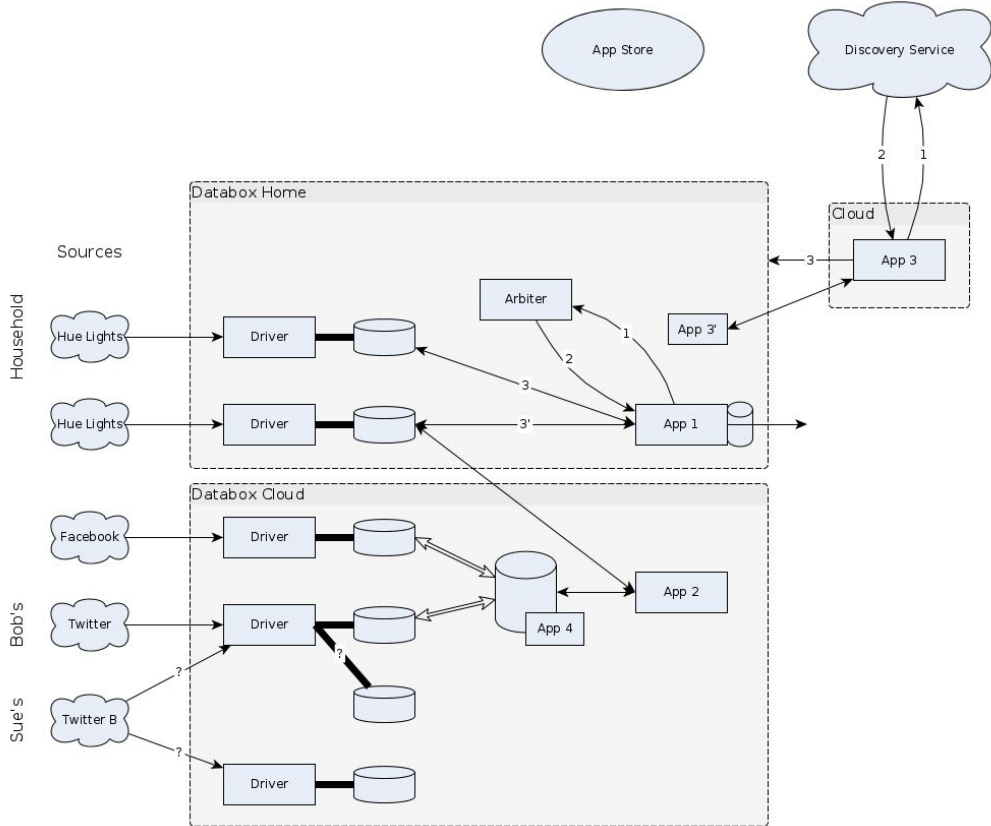 App Store
Discovery Service
2
1
Databox Home
Cloud
Sources
App 3
3
Household
Arbiter
App 3'
Hue Lights
Driver
1
2
3
Hue Lights
Driver
3'
App 1
Databox Cloud
Facebook
Driver
App 2
Bob's
Twitter
Driver
App 4
?
?
Sue's
Twitter B
?
Driver